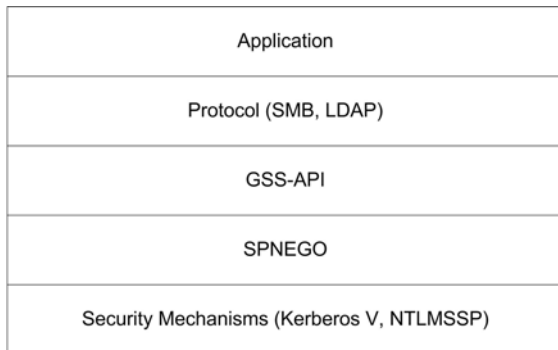 Application
Protocol (SMB, LDAP)
GSS-API
SPNEGO
Security Mechanisms (Kerberos V, NTLMSSP)